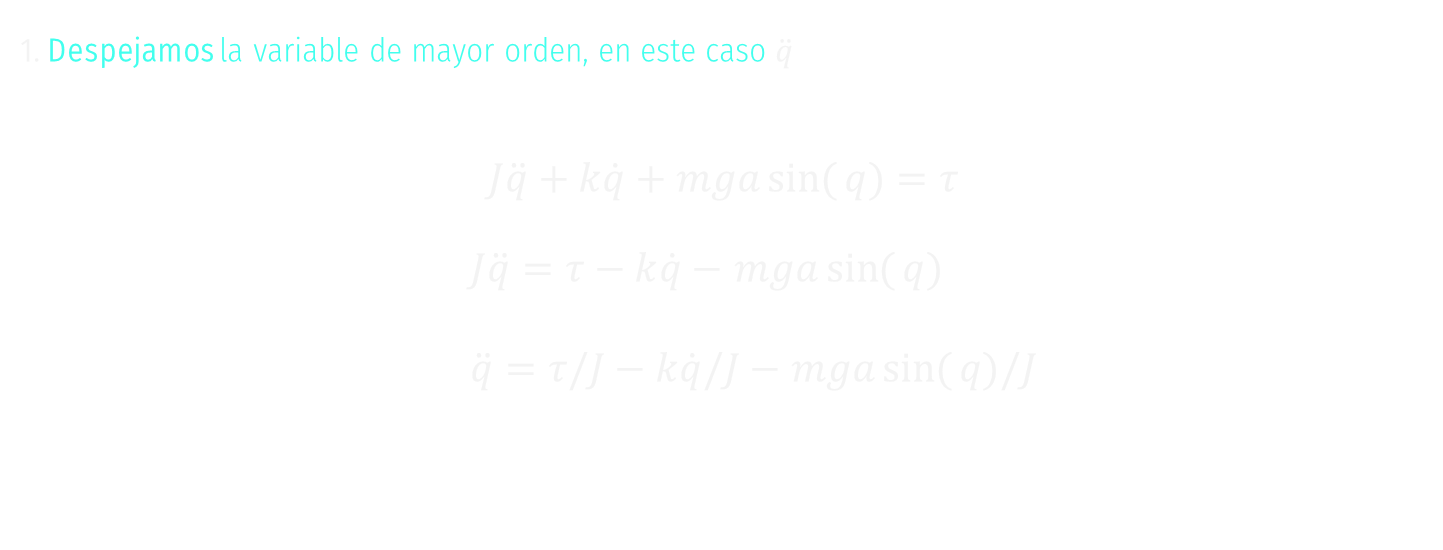 1. Despejamos la variable de mayor orden, en este caso q̈
Jq̈ + kq̇ + mga sin( q) = τ
Jq̈ = τ − kq̇ − mga sin( q)
q̈ = τ/J − kq̇/J − mga sin( q)/J